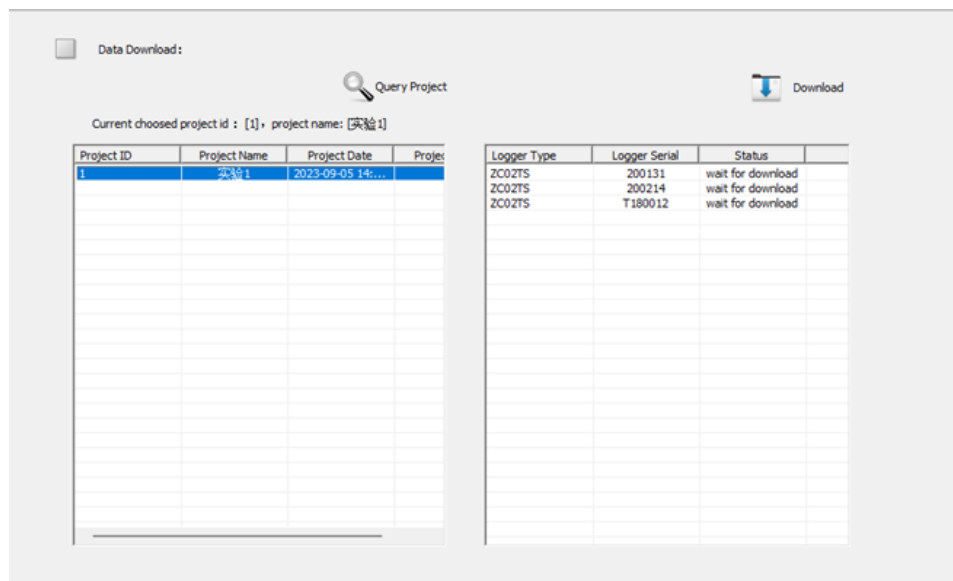 Data Download:
Query Project
Download
Current choosed project id： [1]，project name: [实验1]
Project ID Project Name Project Date Projec
1 实验1 2023-09-05 14:...
Logger Type Logger Serial Status
ZC02TS 200131 wait for download
ZC02TS 200214 wait for download
ZC02TS T180012 wait for download